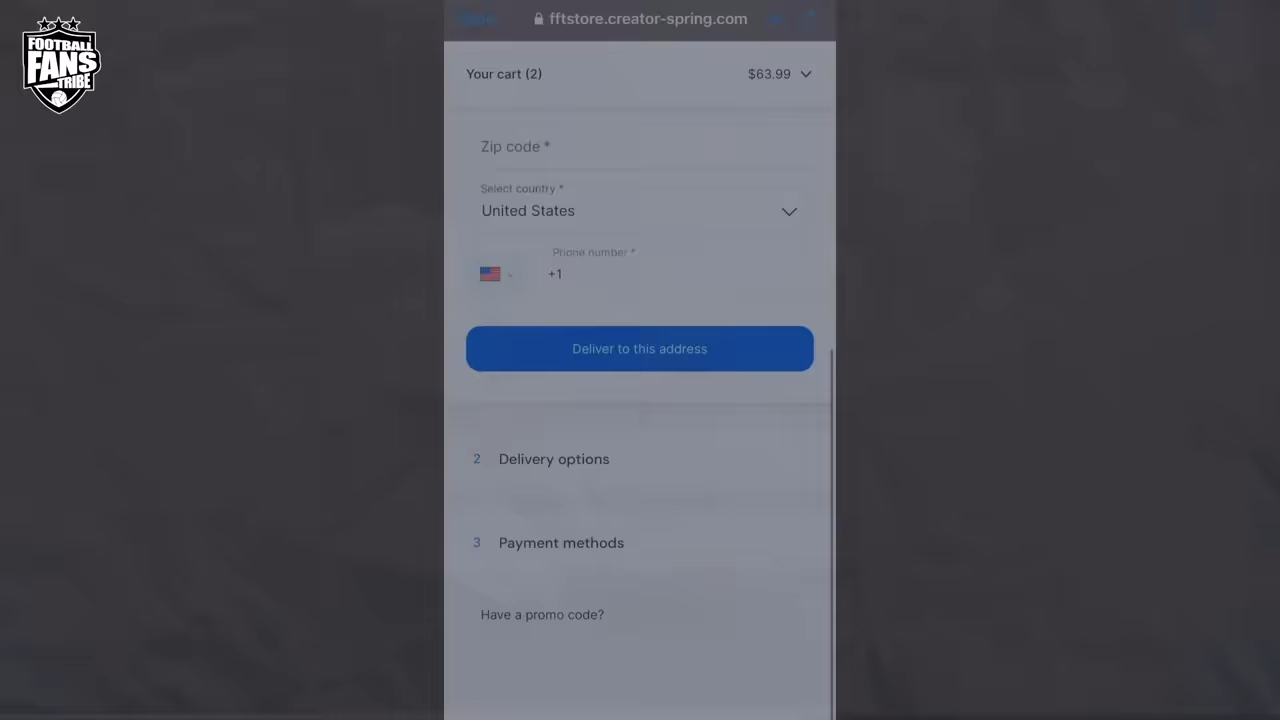 FOOTBALL
FANS
TRIBE
fftstore.creator-spring.com
Your cart (2)
$63.99
Zip code *
Select country *
United States
Phone number *
+1
Deliver to this address
2 Delivery options
3 Payment methods
Have a promo code?